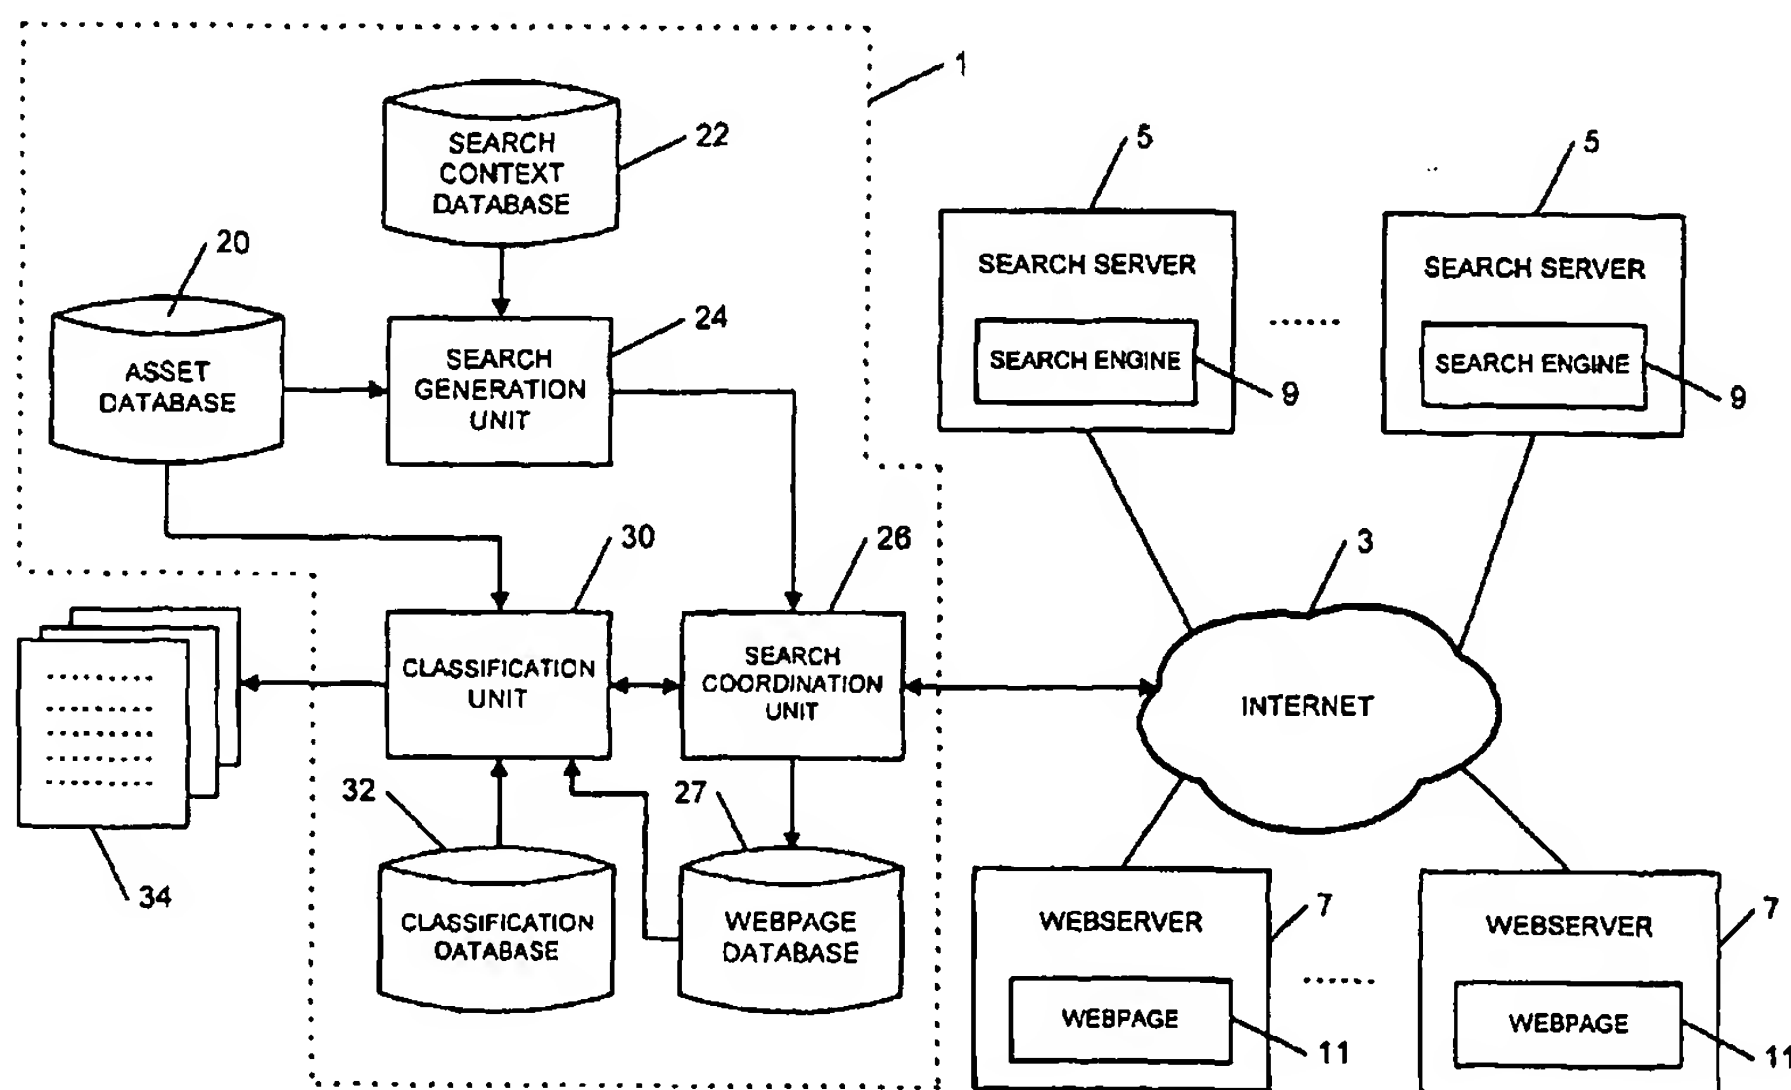 1
SEARCH
CONTEXT
DATABASE
22
20
ASSET
DATABASE
SEARCH
GENERATION
UNIT
24
5
SEARCH SERVER
SEARCH ENGINE
9
5
SEARCH SERVER
SEARCH ENGINE
9
30
CLASSIFICATION
UNIT
26
SEARCH
COORDINATION
UNIT
3
INTERNET
34
32
CLASSIFICATION
DATABASE
27
WEBPAGE
DATABASE
WEBSERVER
7
WEBPAGE
11
WEBSERVER
7
WEBPAGE
11